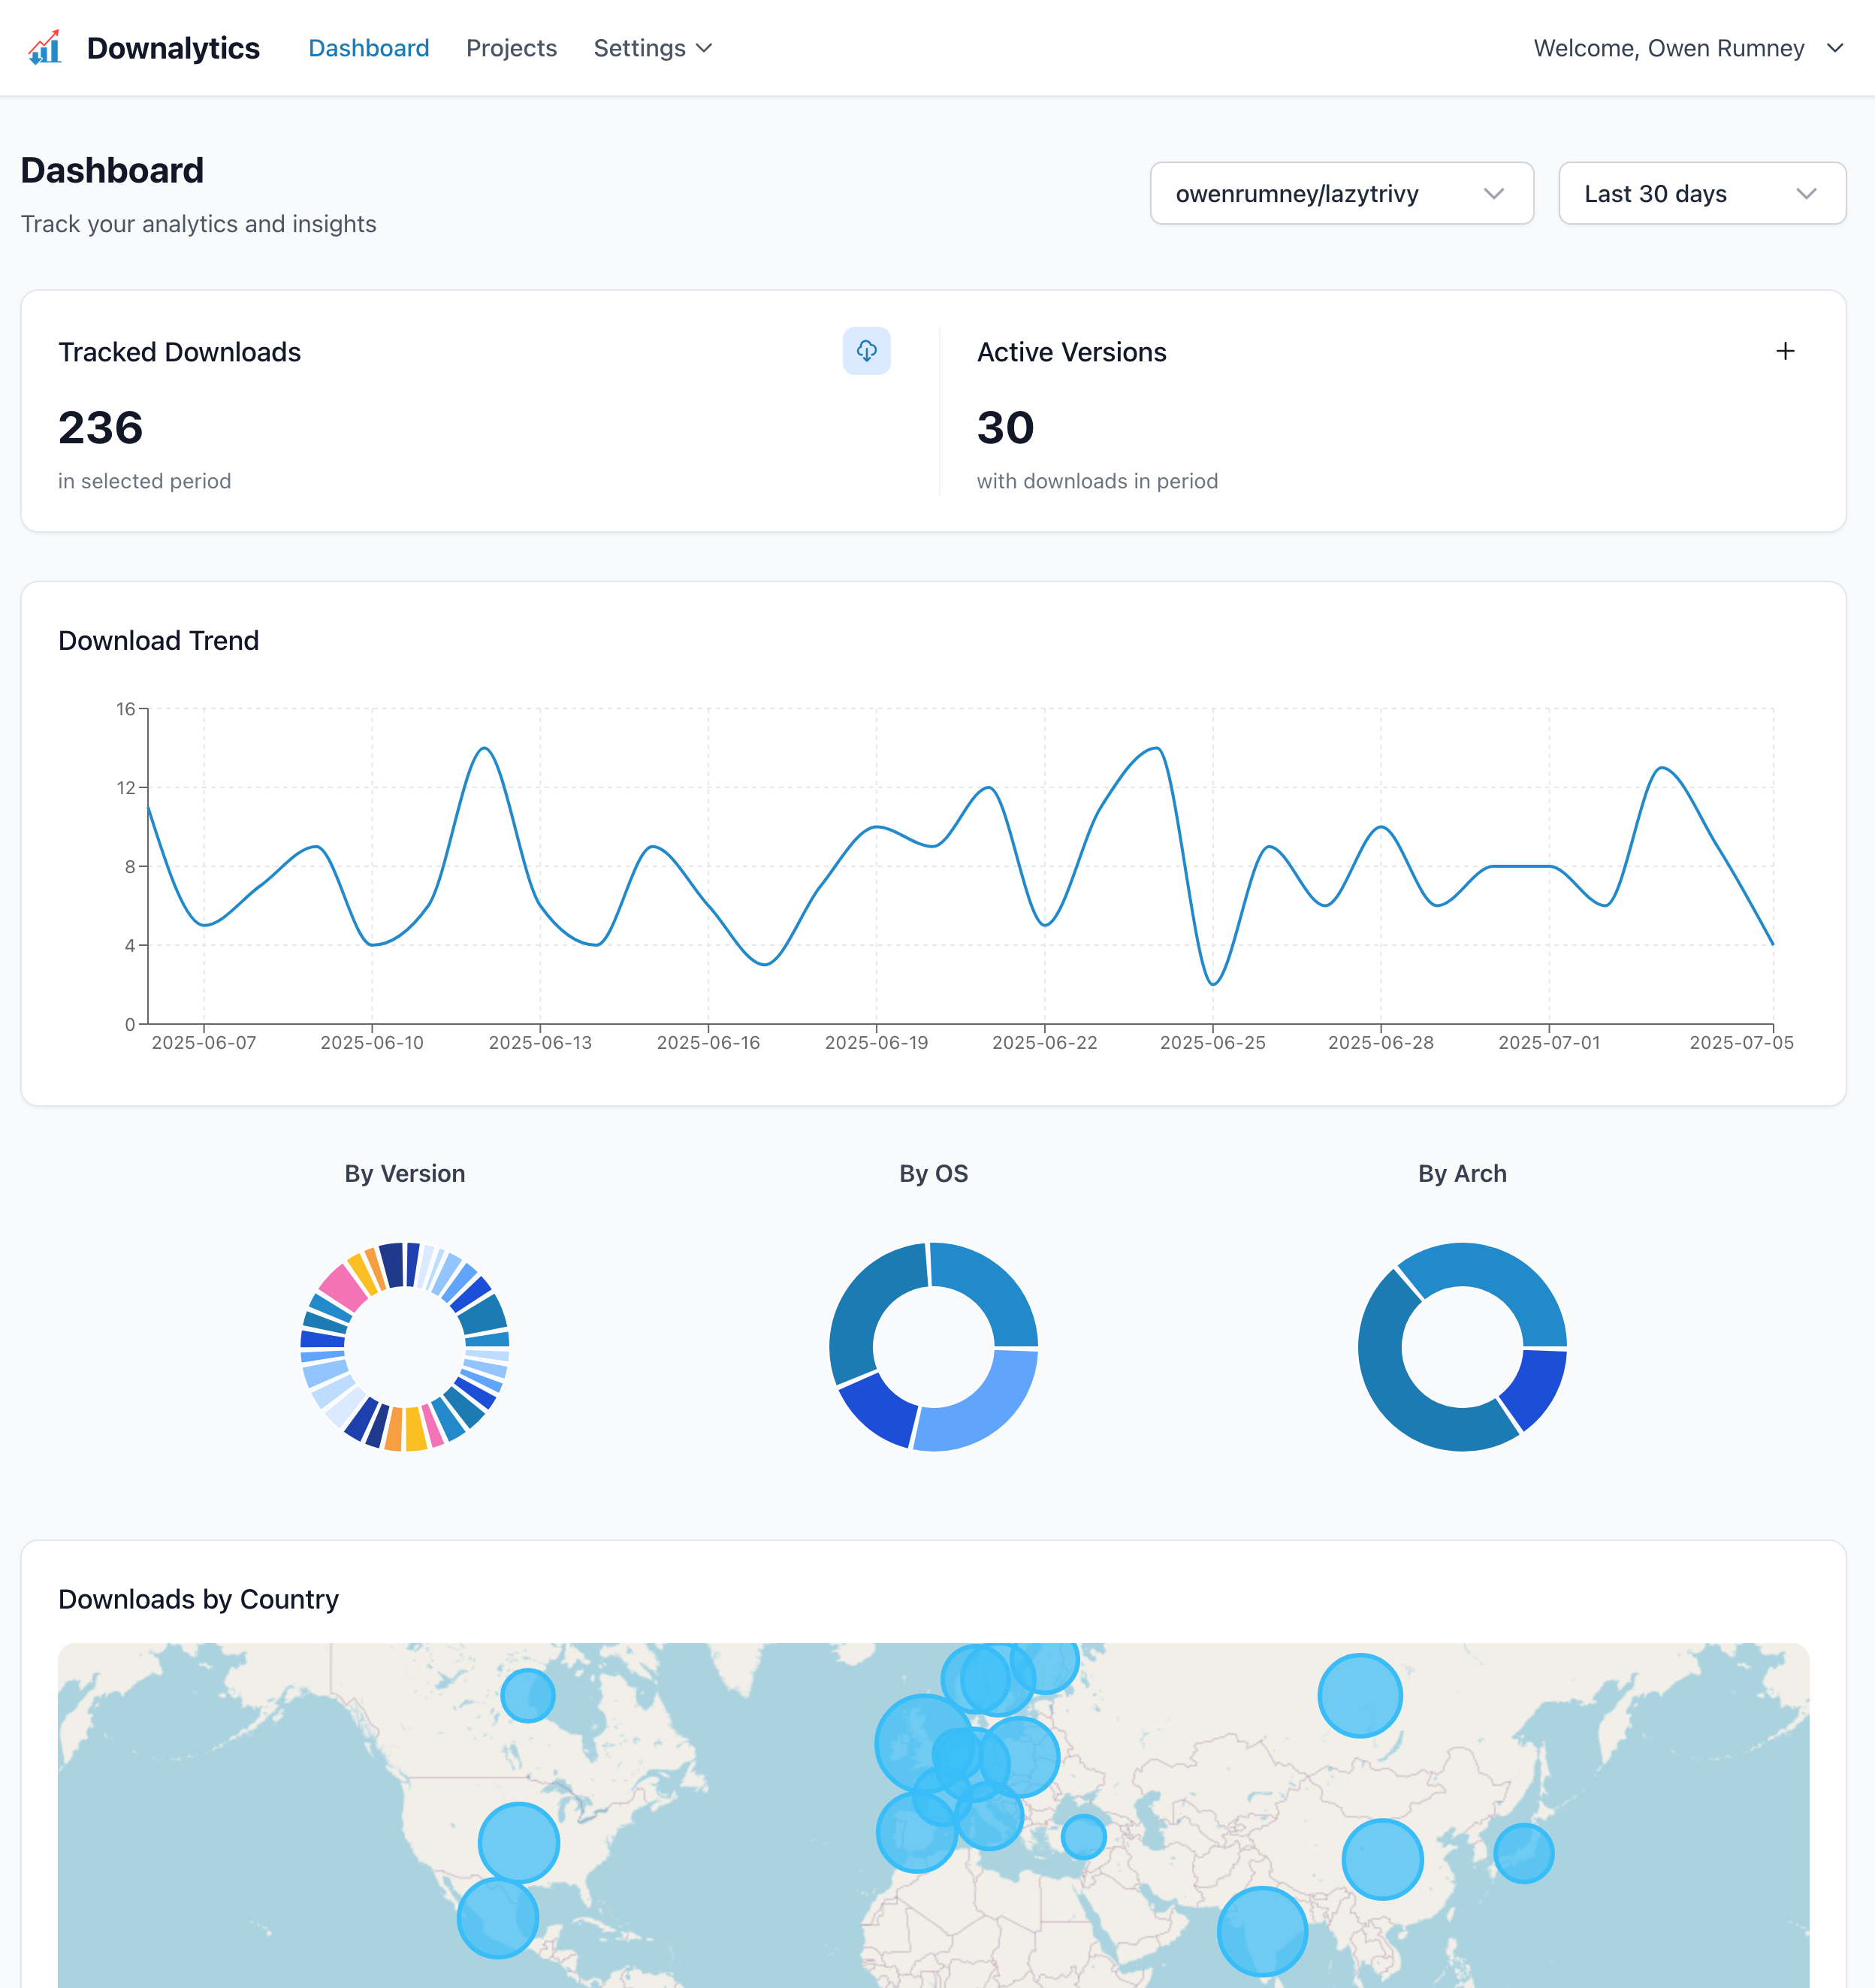 Downalytics Dashboard Projects Settings Welcome, Owen Rumney
Dashboard
Track your analytics and insights
owenrumney/lazytrivy Last 30 days
Tracked Downloads
236
in selected period
Active Versions
30
with downloads in period
Download Trend
16
12
8
4
0
2025-06-07 2025-06-10 2025-06-13 2025-06-16 2025-06-19 2025-06-22 2025-06-25 2025-06-28 2025-07-01 2025-07-05
By Version By OS By Arch
Downloads by Country